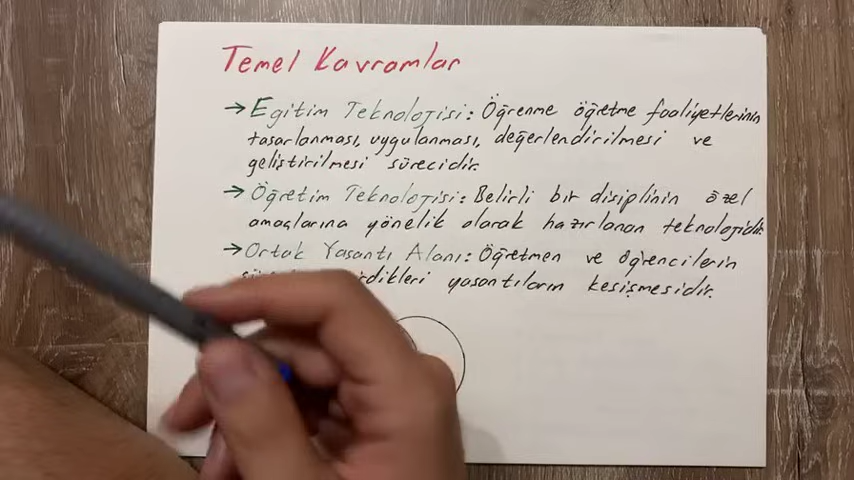 Temel Kavramlar
→ Egitim Teknolojisi: Öğrenme öğretme faaliyetlerinin
tasarlanması, uygulanması, değerlendirilmesi ve
geliştirilmesi sürecidir.
→ Öğretim Teknolojisi: Belirli bir disiplinin özel
amaçlarına yönelik olarak hazırlanan teknolojidir.
→ Ortak Yaşantı Alanı: Öğretmen ve öğrencilerin
yaşantıların kesişmesidir.